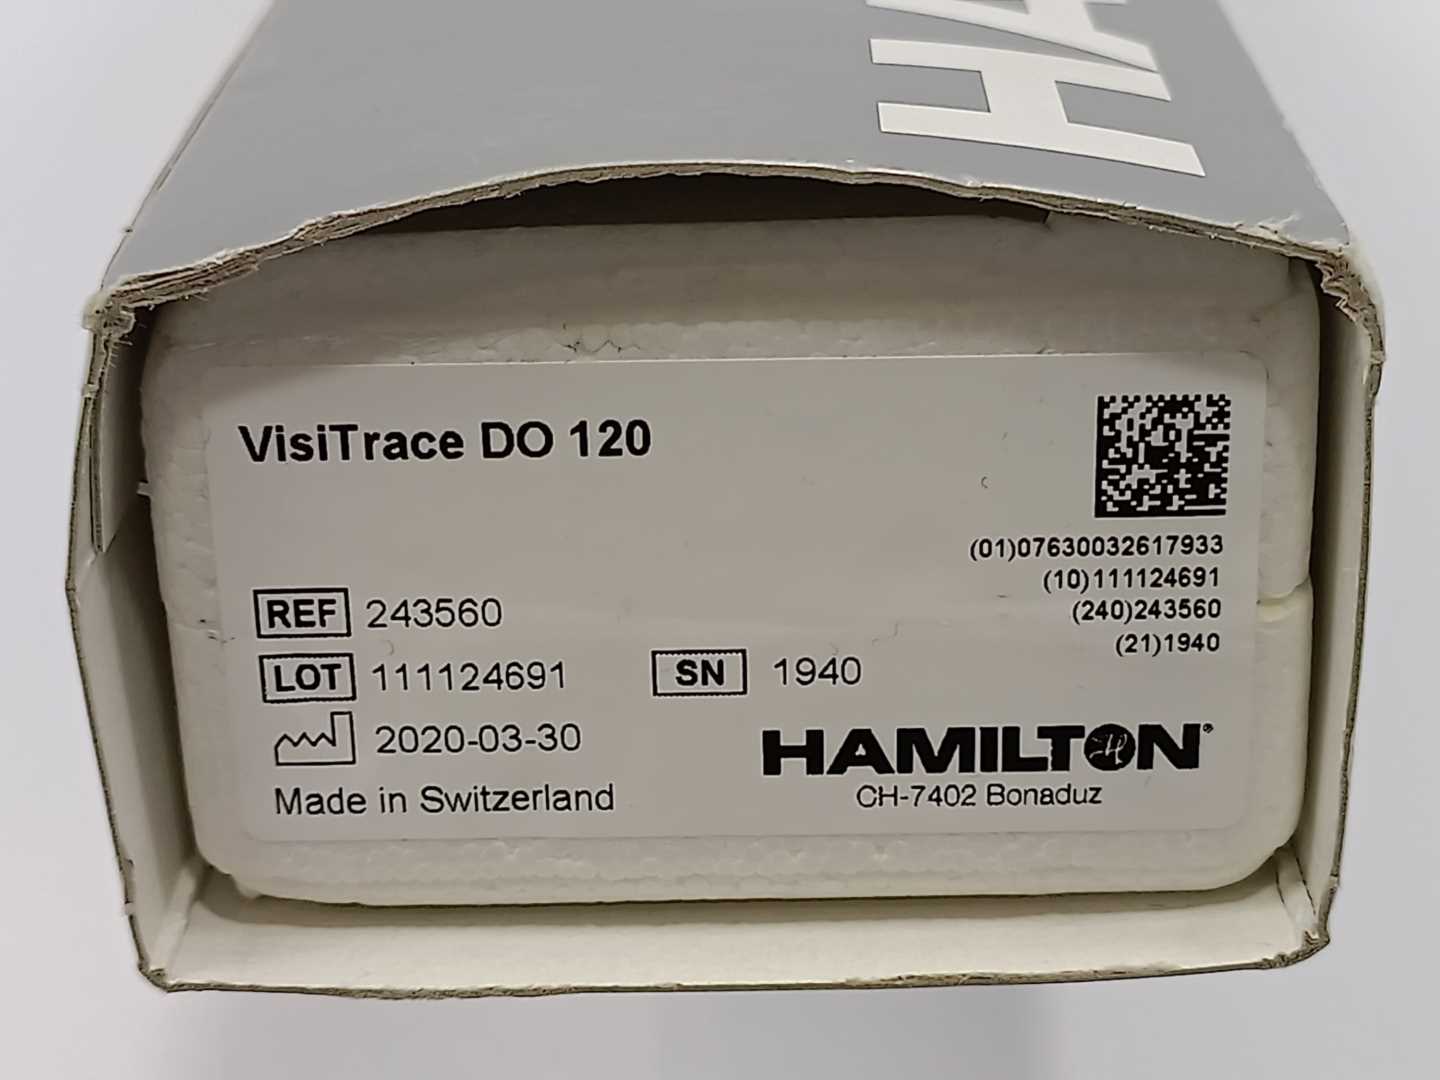 HA
VisiTrace DO 120
(01)07630032617933
(10)111124691
(240)243560
(21)1940
REF 243560
LOT 111124691 SN 1940
2020-03-30
Made in Switzerland
HAMILTON®
CH-7402 Bonaduz